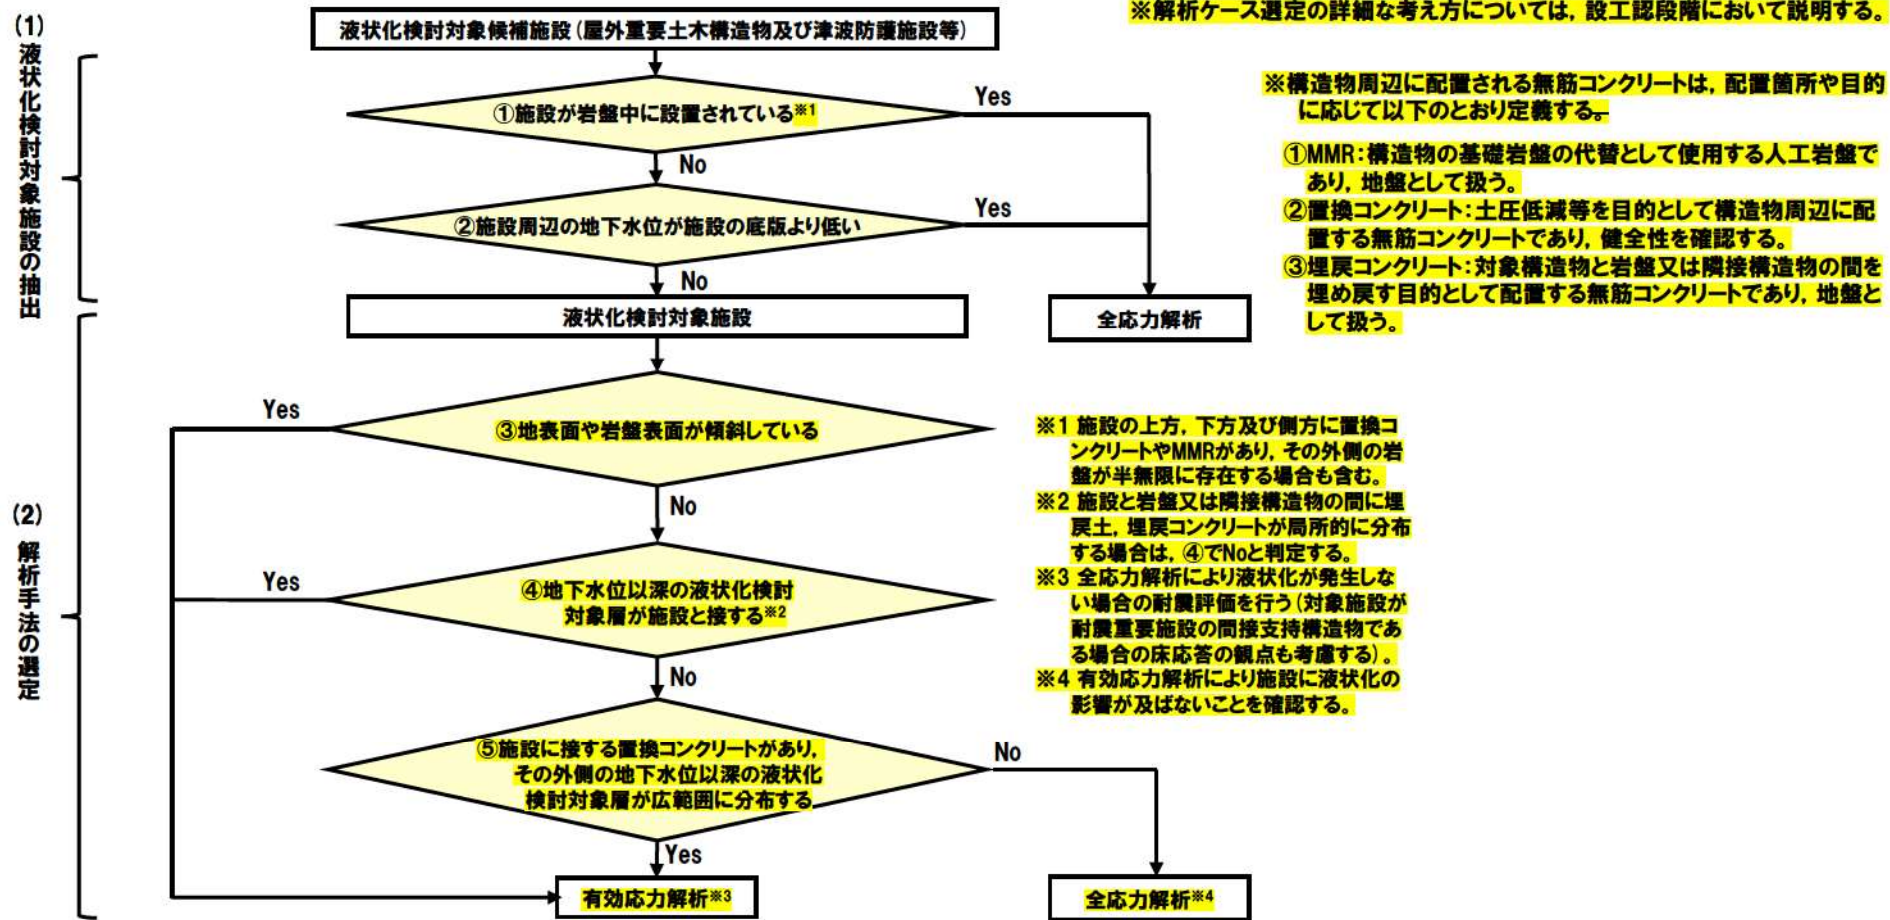 ※解析ケース選定の詳細な考え方については，設工認段階において説明する。
(1)
液状化検討対象施設の抽出
液状化検討対象候補施設（屋外重要土木構造物及び津波防護施設等）
①施設が岩盤中に設置されている※1
Yes
No
②施設周辺の地下水位が施設の底版より低い
Yes
No
液状化検討対象施設
全応力解析
※構造物周辺に配置される無筋コンクリートは，配置箇所や目的
に応じて以下のとおり定義する。
①MMR：構造物の基礎岩盤の代替として使用する人工岩盤で
あり，地盤として扱う。
②置換コンクリート：土圧低減等を目的として構造物周辺に配
置する無筋コンクリートであり，健全性を確認する。
③埋戻コンクリート：対象構造物と岩盤又は隣接構造物の間を
埋め戻す目的として配置する無筋コンクリートであり，地盤と
して扱う。
(2)
解析手法の選定
③地表面や岩盤表面が傾斜している
Yes
No
④地下水位以深の液状化検討
対象層が施設と接する※2
Yes
No
⑤施設に接する置換コンクリートがあり，
その外側の地下水位以深の液状化
検討対象層が広範囲に分布する
No
Yes
有効応力解析※3
全応力解析※4
※1 施設の上方，下方及び側方に置換コ
ンクリートやMMRがあり，その外側の岩
盤が半無限に存在する場合も含む。
※2 施設と岩盤又は隣接構造物の間に埋
戻土，埋戻コンクリートが局所的に分布
する場合は，④でNoと判定する。
※3 全応力解析により液状化が発生しな
い場合の耐震評価を行う（対象施設が
耐震重要施設の間接支持構造物であ
る場合の床応答の観点も考慮する）。
※4 有効応力解析により施設に液状化の
影響が及ばないことを確認する。